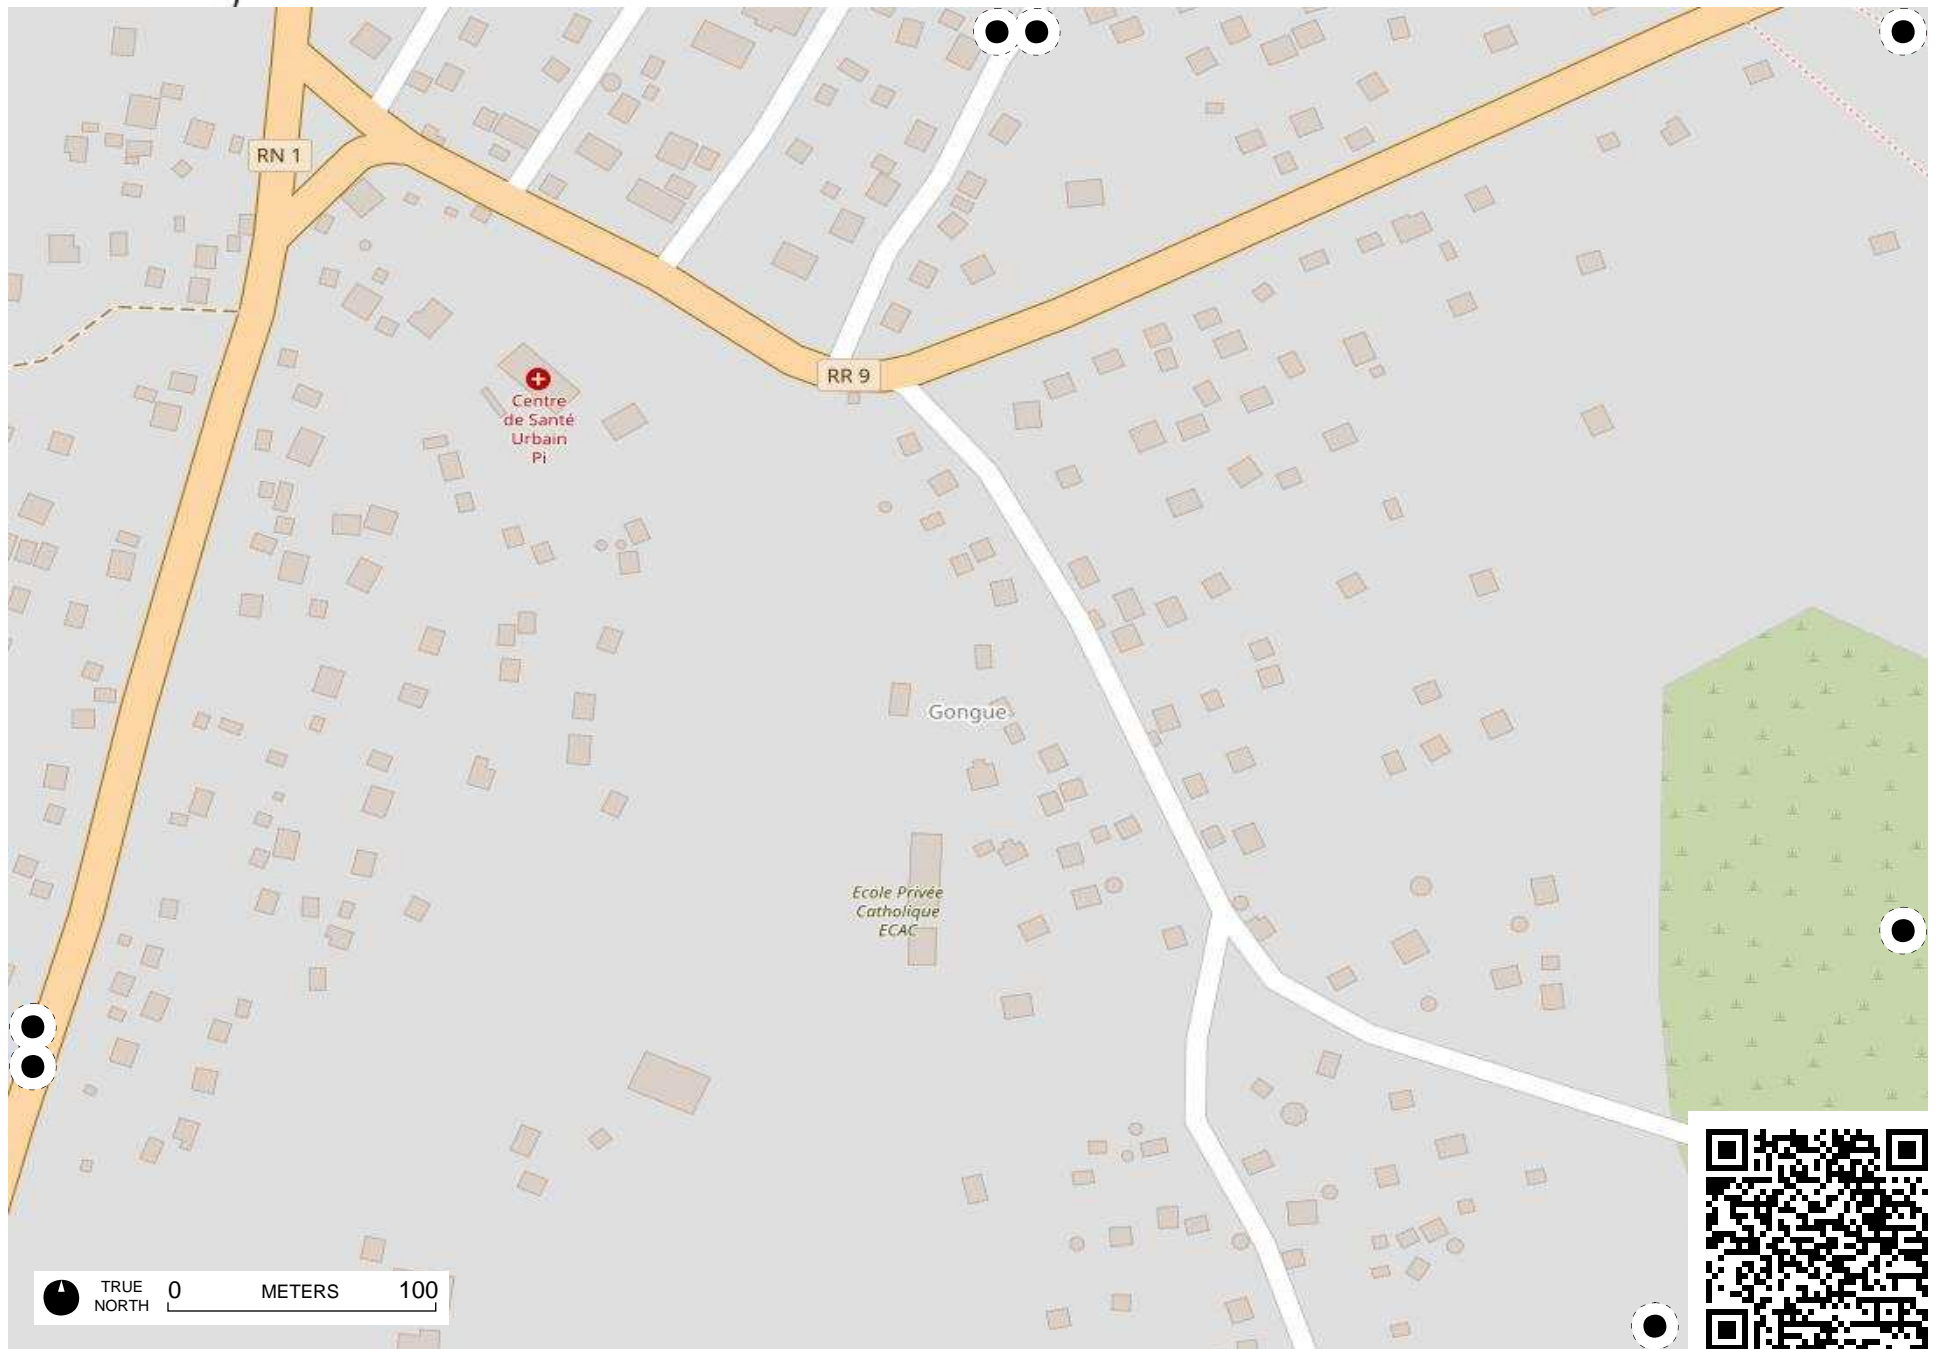 RN 1
RR 9
Centre
de Santé
Urbain
Pi
Gongue
Ecole Privée
Catholique
ECAC
TRUE
NORTH
0 METERS 100